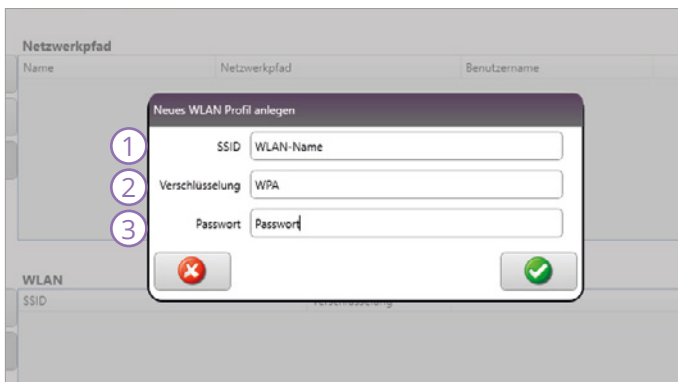 Netzwerkpfad
Name Netzwerkpfad Benutzername
Neues WLAN Profil anlegen
1 SSID WLAN-Name
2 Verschlüsselung WPA
3 Passwort Passwort
WLAN
SSID Verschlüsselung